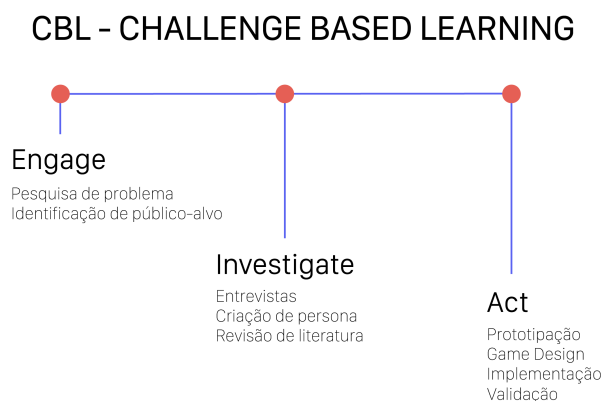 CBL - CHALLENGE BASED LEARNING
Engage
Pesquisa de problema
Identificação de público-alvo
Investigate
Entrevistas
Criação de persona
Revisão de literatura
Act
Prototipação
Game Design
Implementação
Validação